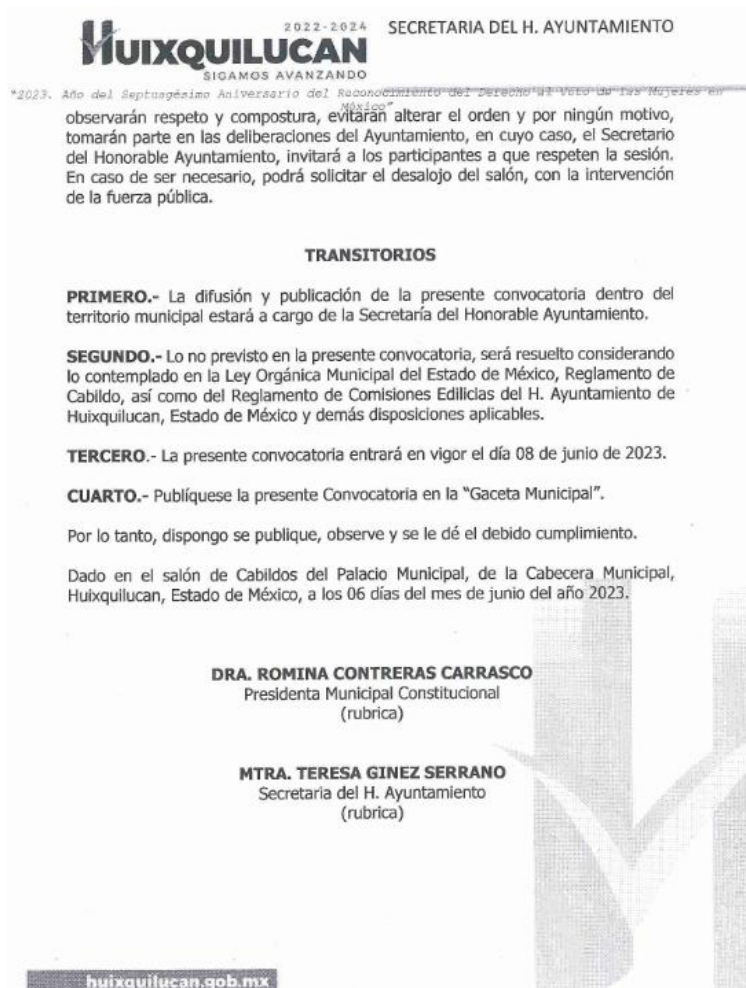 2022-2024
HUIXQUILUCAN
SIGAMOS AVANZANDO
SECRETARIA DEL H. AYUNTAMIENTO
"2023. Año del Septuagésimo Aniversario del Reconocimiento del Derecho al Voto de las Mujeres en
México"
observarán respeto y compostura, evitarán alterar el orden y por ningún motivo,
tomarán parte en las deliberaciones del Ayuntamiento, en cuyo caso, el Secretario
del Honorable Ayuntamiento, invitará a los participantes a que respeten la sesión.
En caso de ser necesario, podrá solicitar el desalojo del salón, con la intervención
de la fuerza pública.
TRANSITORIOS
PRIMERO.- La difusión y publicación de la presente convocatoria dentro del
territorio municipal estará a cargo de la Secretaría del Honorable Ayuntamiento.
SEGUNDO.- Lo no previsto en la presente convocatoria, será resuelto considerando
lo contemplado en la Ley Orgánica Municipal del Estado de México, Reglamento de
Cabildo, así como del Reglamento de Comisiones Edilicias del H. Ayuntamiento de
Huixquilucan, Estado de México y demás disposiciones aplicables.
TERCERO.- La presente convocatoria entrará en vigor el día 08 de junio de 2023.
CUARTO.- Publíquese la presente Convocatoria en la "Gaceta Municipal".
Por lo tanto, dispongo se publique, observe y se le dé el debido cumplimiento.
Dado en el salón de Cabildos del Palacio Municipal, de la Cabecera Municipal,
Huixquilucan, Estado de México, a los 06 días del mes de junio del año 2023.
DRA. ROMINA CONTRERAS CARRASCO
Presidenta Municipal Constitucional
(rubrica)
MTRA. TERESA GINEZ SERRANO
Secretaria del H. Ayuntamiento
(rubrica)
huixquilucan.gob.mx